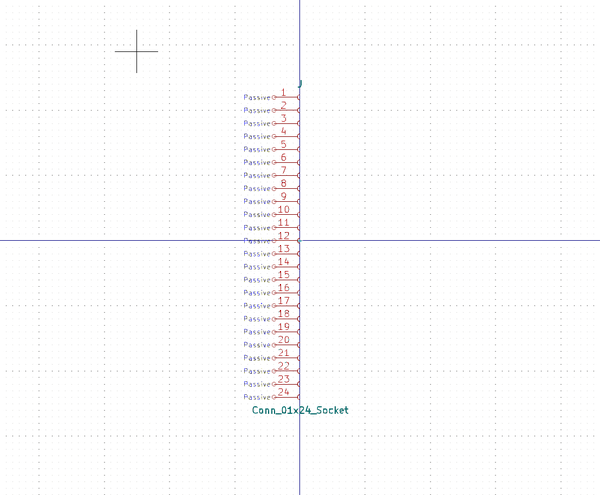 J
Passive 1
Passive 2
Passive 3
Passive 4
Passive 5
Passive 6
Passive 7
Passive 8
Passive 9
Passive 10
Passive 11
Passive 12
Passive 13
Passive 14
Passive 15
Passive 16
Passive 17
Passive 18
Passive 19
Passive 20
Passive 21
Passive 22
Passive 23
Passive 24
Conn_01x24_Socket